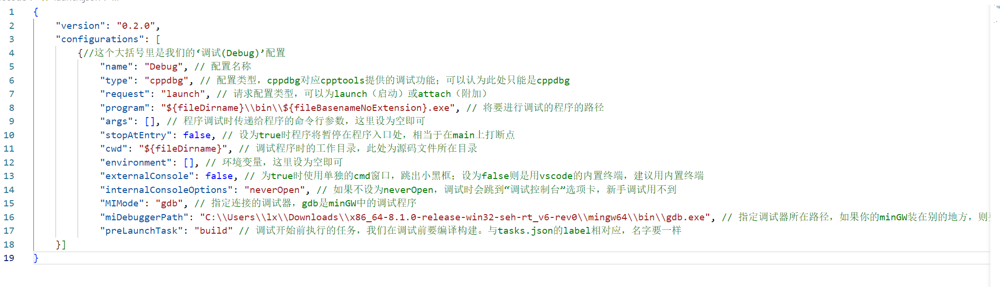 1 {
2 "version": "0.2.0",
3 "configurations": [
4 {//这个大括号里是我们的‘调试(Debug)’配置
5 "name": "Debug", // 配置名称
6 "type": "cppdbg", // 配置类型，cppdbg对应cpptools提供的调试功能；可以认为此处只能是cppdbg
7 "request": "launch", // 请求配置类型，可以为launch（启动）或attach（附加）
8 "program": "${fileDirname}\\bin\\${fileBasenameNoExtension}.exe", // 将要进行调试的程序的路径
9 "args": [], // 程序调试时传递给程序的命令行参数，这里设为空即可
10 "stopAtEntry": false, // 设为true时程序将暂停在程序入口处，相当于在main上打断点
11 "cwd": "${fileDirname}", // 调试程序时的工作目录，此处为源码文件所在目录
12 "environment": [], // 环境变量，这里设为空即可
13 "externalConsole": false, // 为true时使用单独的cmd窗口，跳出小黑框；设为false则是用vscode的内置终端，建议用内置终端
14 "internalConsoleOptions": "neverOpen", // 如果不设为neverOpen，调试时会跳到“调试控制台”选项卡，新手调试用不到
15 "MIMode": "gdb", // 指定连接的调试器，gdb是minGW中的调试程序
16 "miDebuggerPath": "C:\\Users\\lx\\Downloads\\x86_64-8.1.0-release-win32-seh-rt_v6-rev0\\mingw64\\bin\\gdb.exe", // 指定调试器所在路径，如果你的minGW装在别的地方，则
17 "preLaunchTask": "build" // 调试开始前执行的任务，我们在调试前要编译构建。与tasks.json的label相对应，名字要一样
18 }]
19 }